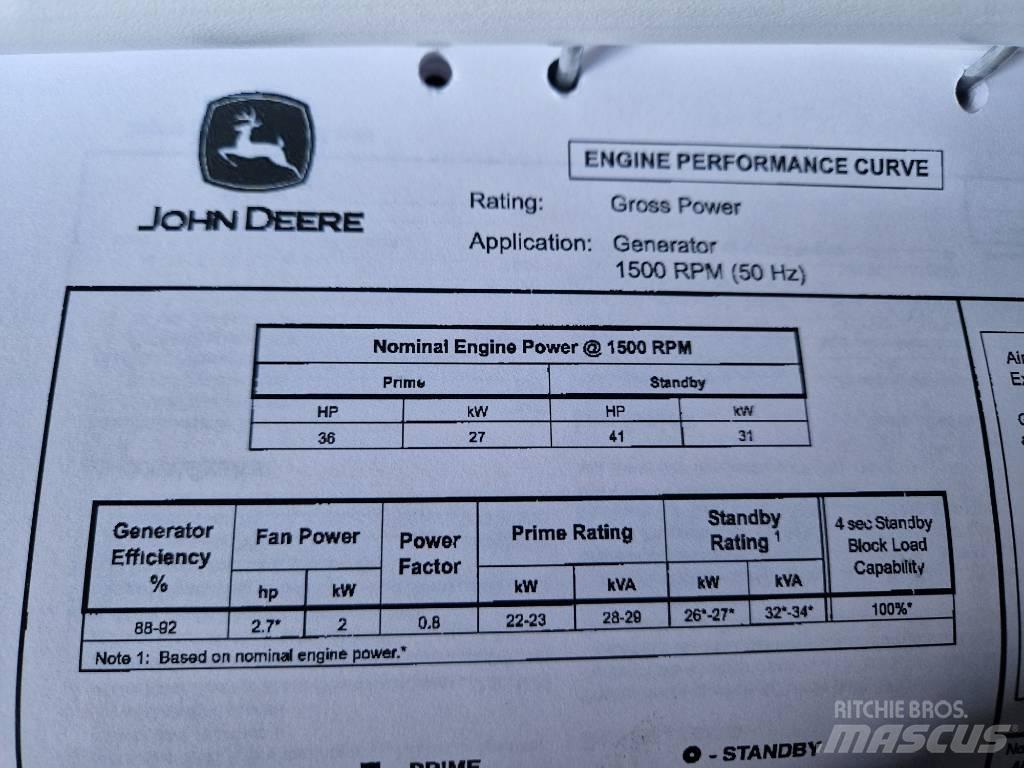 JOHN DEERE
ENGINE PERFORMANCE CURVE
Rating: Gross Power
Application: Generator
1500 RPM (50 Hz)
Nominal Engine Power @ 1500 RPM
Prime Standby
HP kW HP kW
36 27 41 31
Generator Efficiency % Fan Power Power Factor Prime Rating Standby Rating 1 4 sec Standby Block Load Capability
hp kW kW kVA kW kVA
88-92 2.7* 2 0.8 22-23 28-29 26*-27* 32*-34* 100%*
Note 1: Based on nominal engine power.*
PRIME
- STANDBY
RITCHIE BROS.
MASCUS